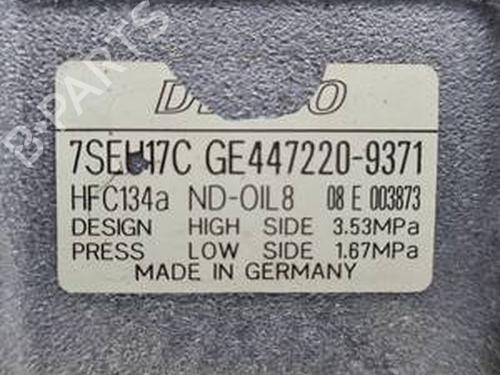 B-PARTS
7SEU17C GE447220-9371
HFC134a ND-OIL8 08 E 003873
DESIGN HIGH SIDE 3.53MPa
PRESS LOW SIDE 1.67MPa
MADE IN GERMANY